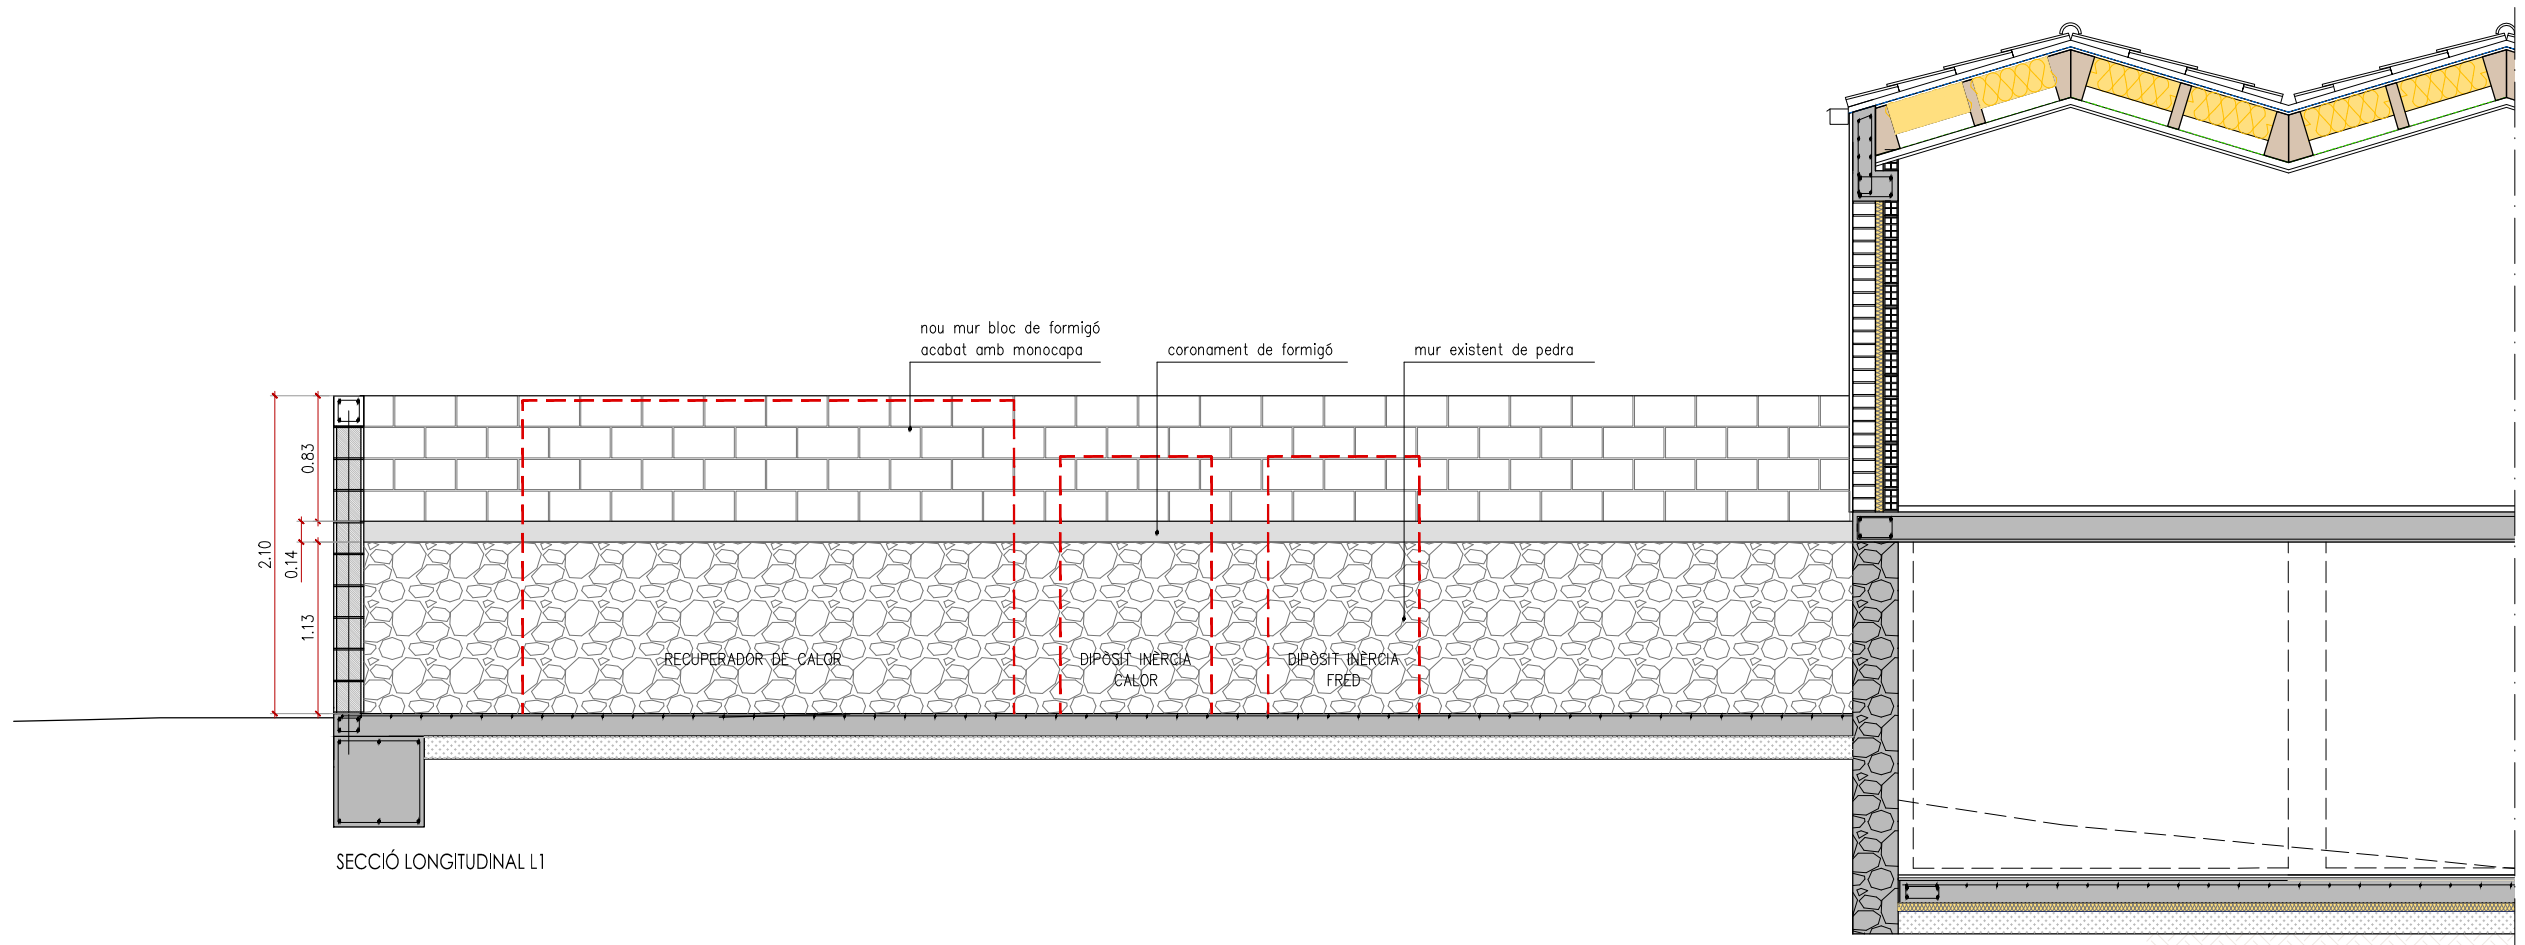 nou mur bloc de formigó
acabat amb monocapa
coronament de formigó
mur existent de pedra
0.83
2.10
0.14
1.13
RECUPERADOR DE CALOR
DIPÒSIT INÈRCIA
CALOR
DIPÒSIT INÈRCIA
FRED
SECCIÓ LONGITUDINAL L1